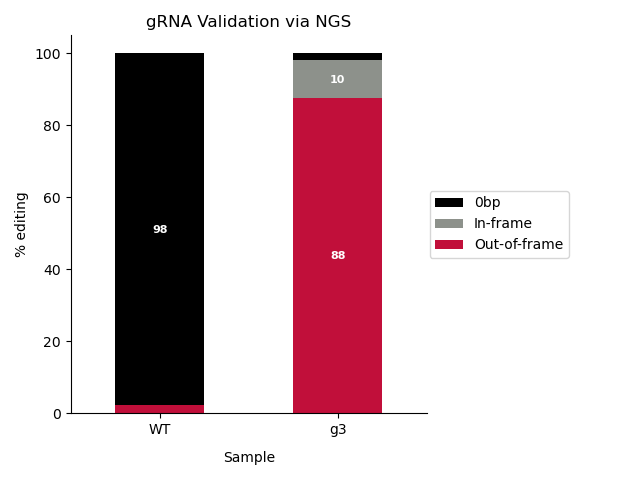 gRNA Validation via NGS
% editing
100
80
60
40
20
0
98
10
88
WT
g3
Sample
0bp
In-frame
Out-of-frame